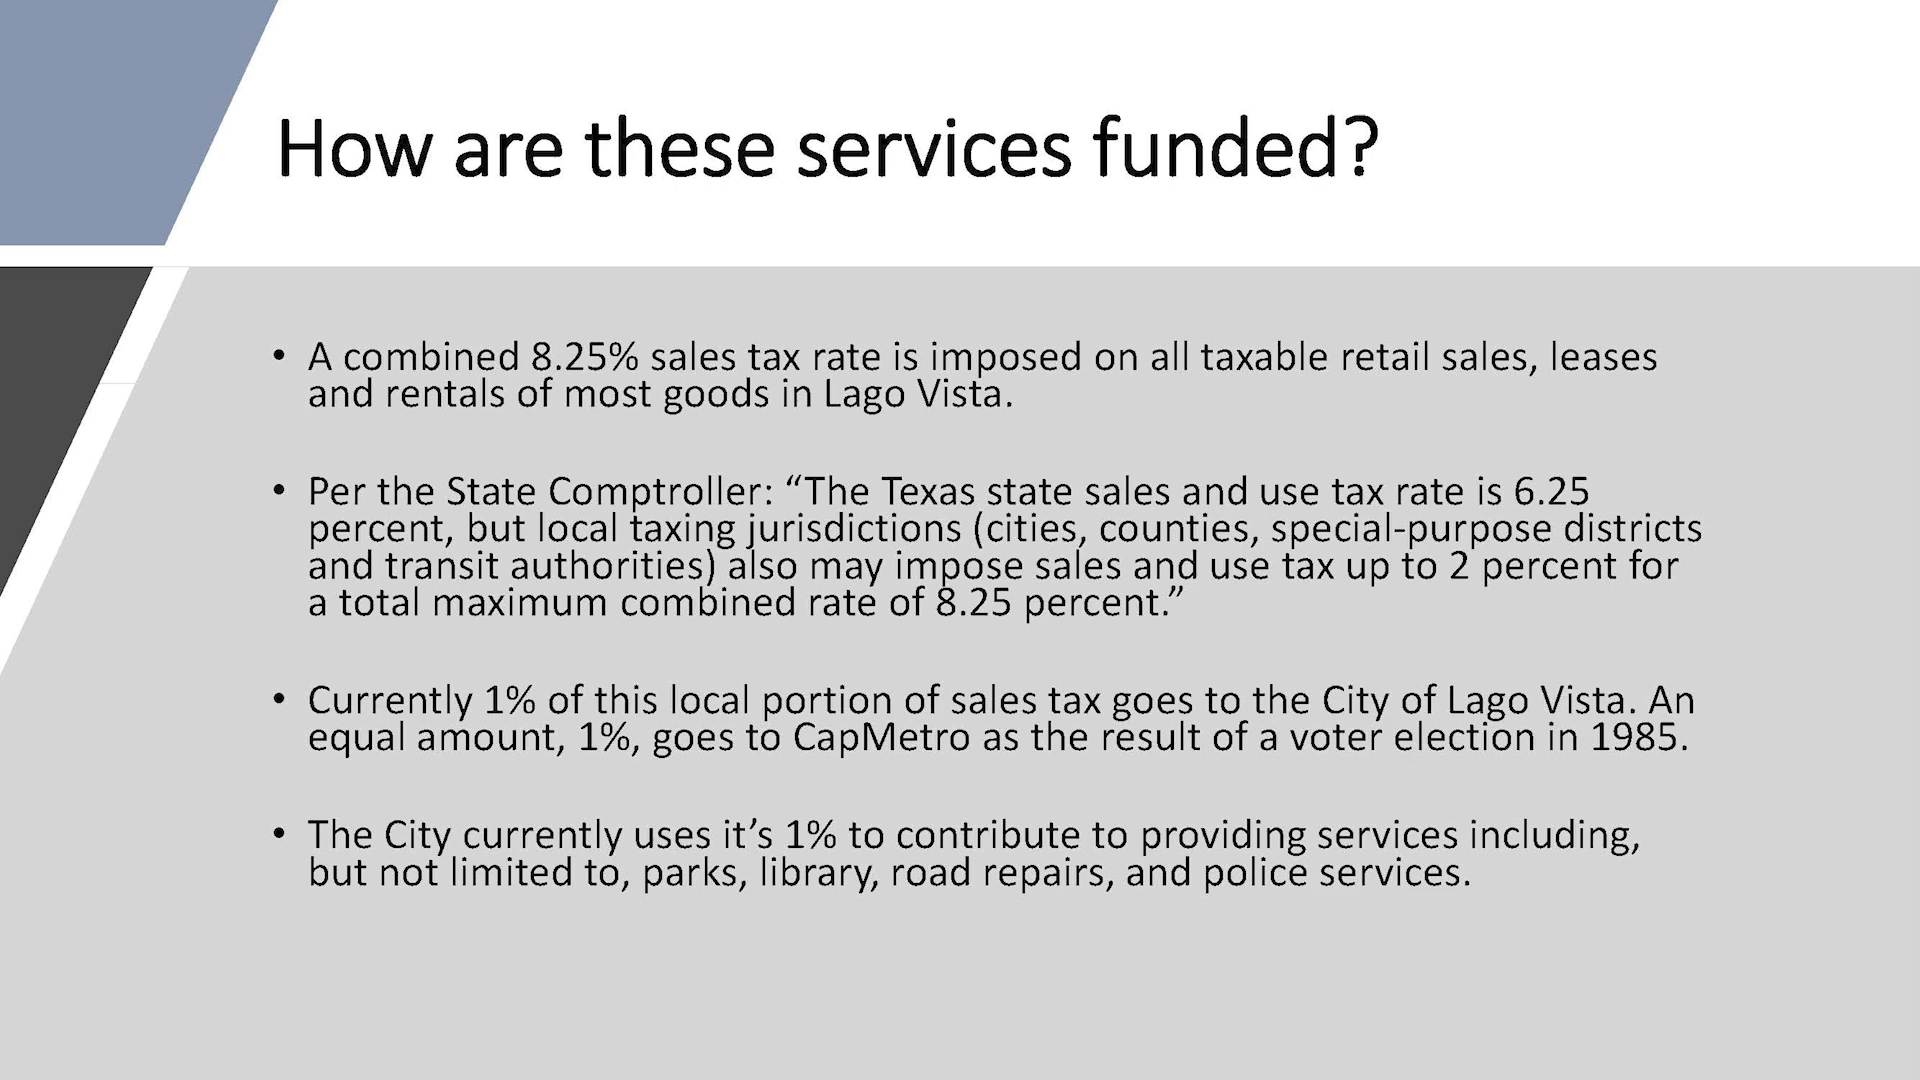 How are these services funded?
• A combined 8.25% sales tax rate is imposed on all taxable retail sales, leases
and rentals of most goods in Lago Vista.
• Per the State Comptroller: “The Texas state sales and use tax rate is 6.25
percent, but local taxing jurisdictions (cities, counties, special-purpose districts
and transit authorities) also may impose sales and use tax up to 2 percent for
a total maximum combined rate of 8.25 percent.”
• Currently 1% of this local portion of sales tax goes to the City of Lago Vista. An
equal amount, 1%, goes to CapMetro as the result of a voter election in 1985.
• The City currently uses it’s 1% to contribute to providing services including,
but not limited to, parks, library, road repairs, and police services.